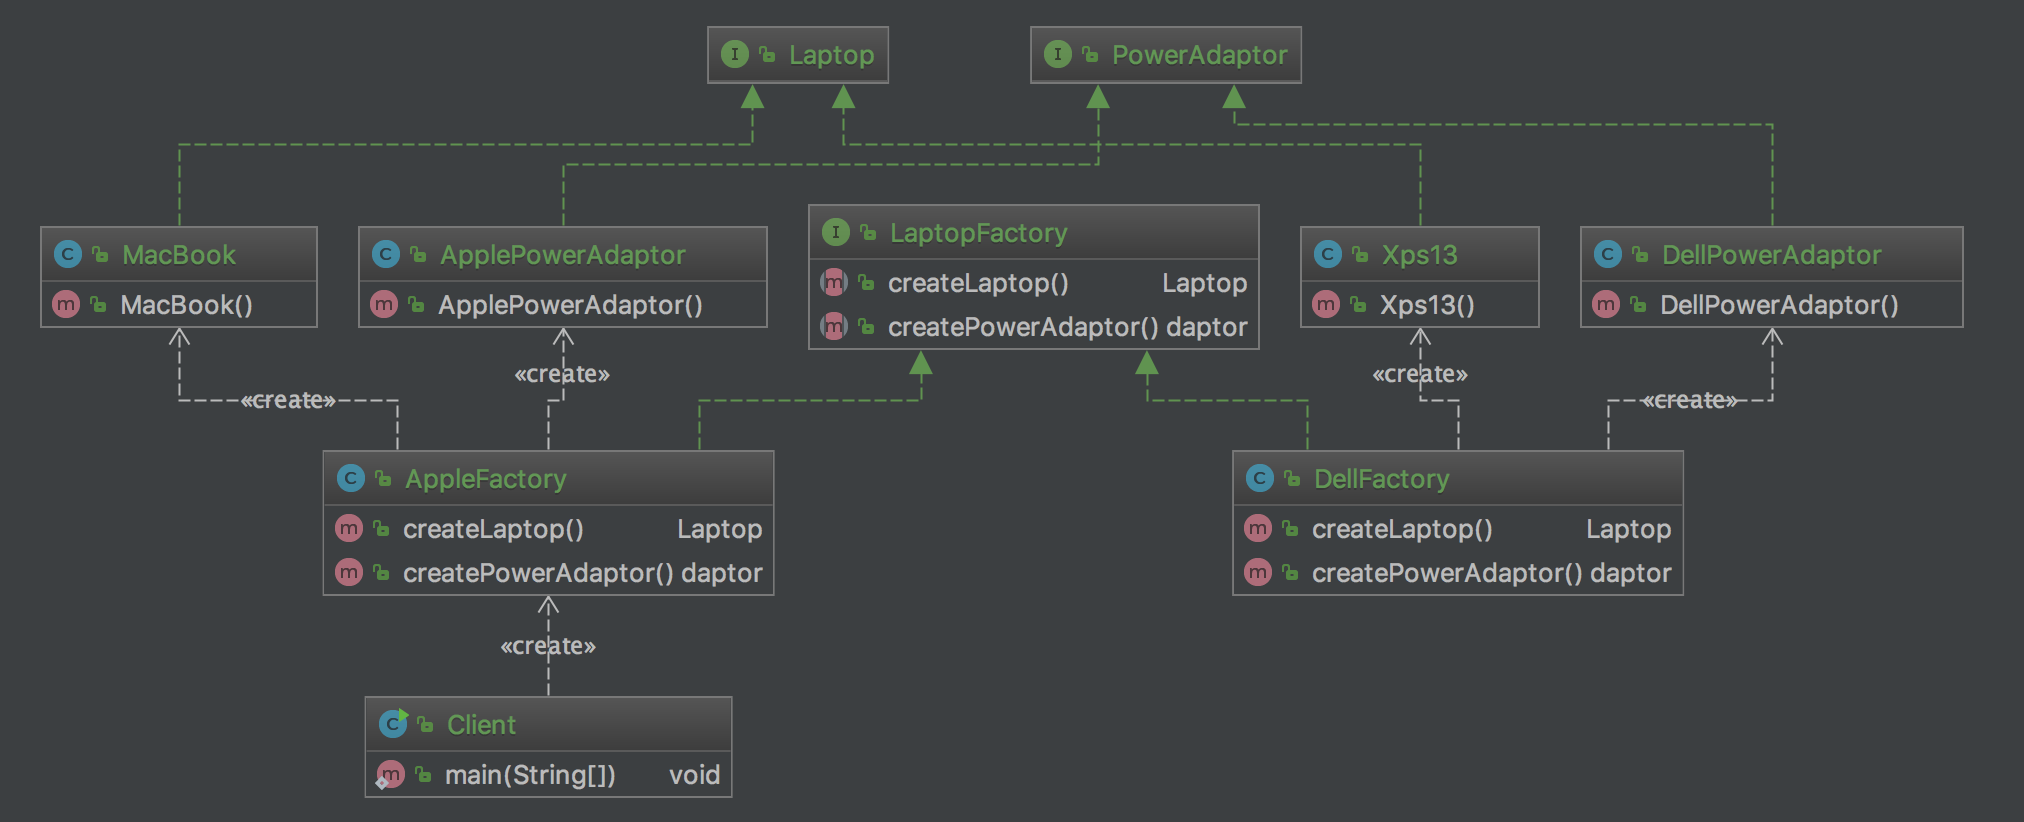 I Laptop
I PowerAdaptor
C MacBook
m MacBook()
C ApplePowerAdaptor
m ApplePowerAdaptor()
I LaptopFactory
m createLaptop() Laptop
m createPowerAdaptor() daptor
C Xps13
m Xps13()
C DellPowerAdaptor
m DellPowerAdaptor()
«create»
«create»
«create»
«create»
C AppleFactory
m createLaptop() Laptop
m createPowerAdaptor() daptor
C DellFactory
m createLaptop() Laptop
m createPowerAdaptor() daptor
«create»
C Client
m main(String[]) void